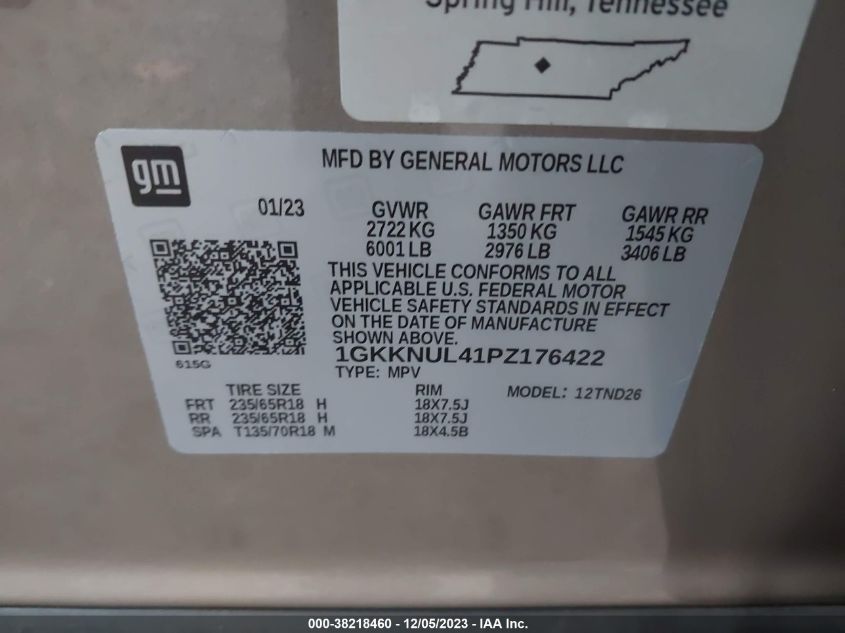 Spring Hill, Tennessee
gm
MFD BY GENERAL MOTORS LLC
01/23
GVWR GAWR FRT GAWR RR
2722 KG 1350 KG 1545 KG
6001 LB 2976 LB 3406 LB
THIS VEHICLE CONFORMS TO ALL
APPLICABLE U.S. FEDERAL MOTOR
VEHICLE SAFETY STANDARDS IN EFFECT
ON THE DATE OF MANUFACTURE
SHOWN ABOVE.
1GKKNUL41PZ176422
615G
TYPE: MPV
TIRE SIZE RIM MODEL: 12TND26
FRT 235/65R18 H 18X7.5J
RR 235/65R18 H 18X7.5J
SPA T135/70R18 M 18X4.5B
000-38218460 - 12/05/2023 - IAA Inc.